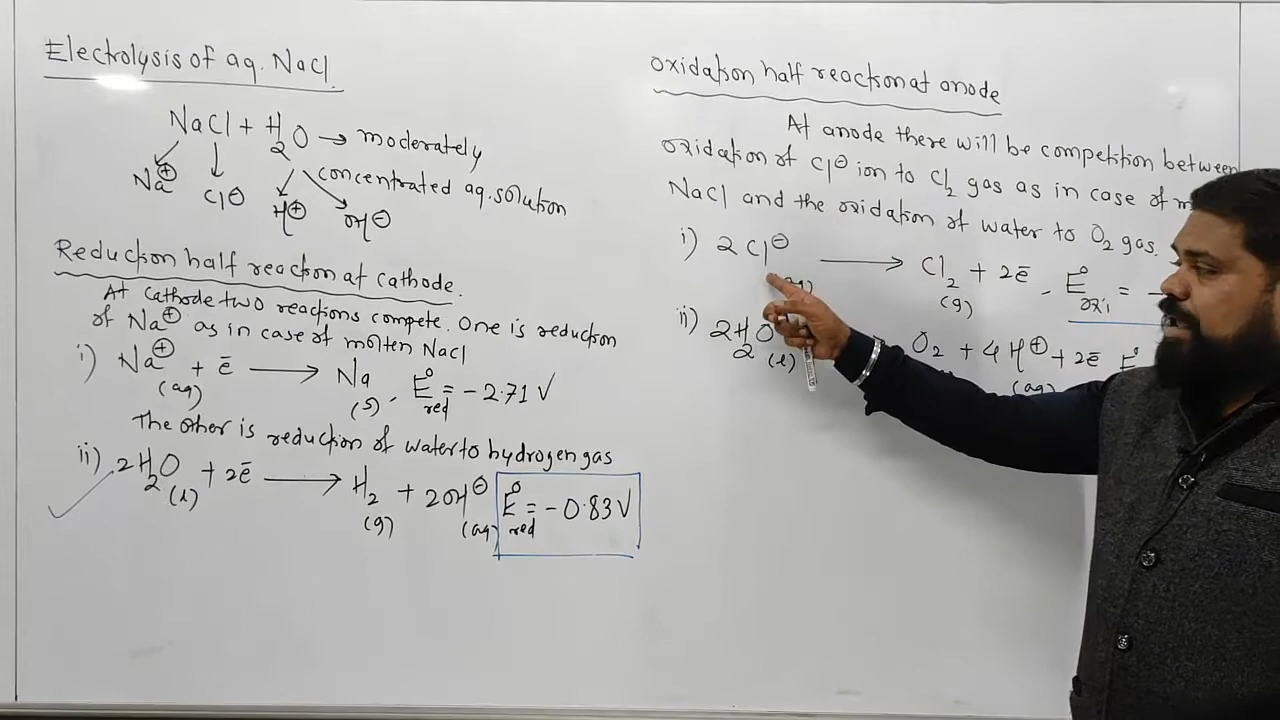 Electrolysis of aq. NaCl.
NaCl + H₂O → moderately
concentrated aq. solution
Na⊕ Cl⊖ H⊕ OH⊖
Reduction half reaction at cathode.
At cathode two reactions compete. One is reduction
of Na⊕ as in case of molten NaCl
i) Na⊕(aq) + ē → Na(s) . E°red = -2.71 V
The other is reduction of water to hydrogen gas
ii) 2H₂O(l) + 2ē → H₂(g) + 2OH⊖(aq) E°red = -0.83 V
oxidation half reaction at anode
At anode there will be competition between
oxidation of Cl⊖ ion to Cl₂ gas as in case of
NaCl and the oxidation of water to O₂ gas.
i) 2Cl⊖ → Cl₂(g) + 2ē - E°oxi = -
ii) 2H₂O(l) O₂ + 4H⊕(aq) + 2ē E°